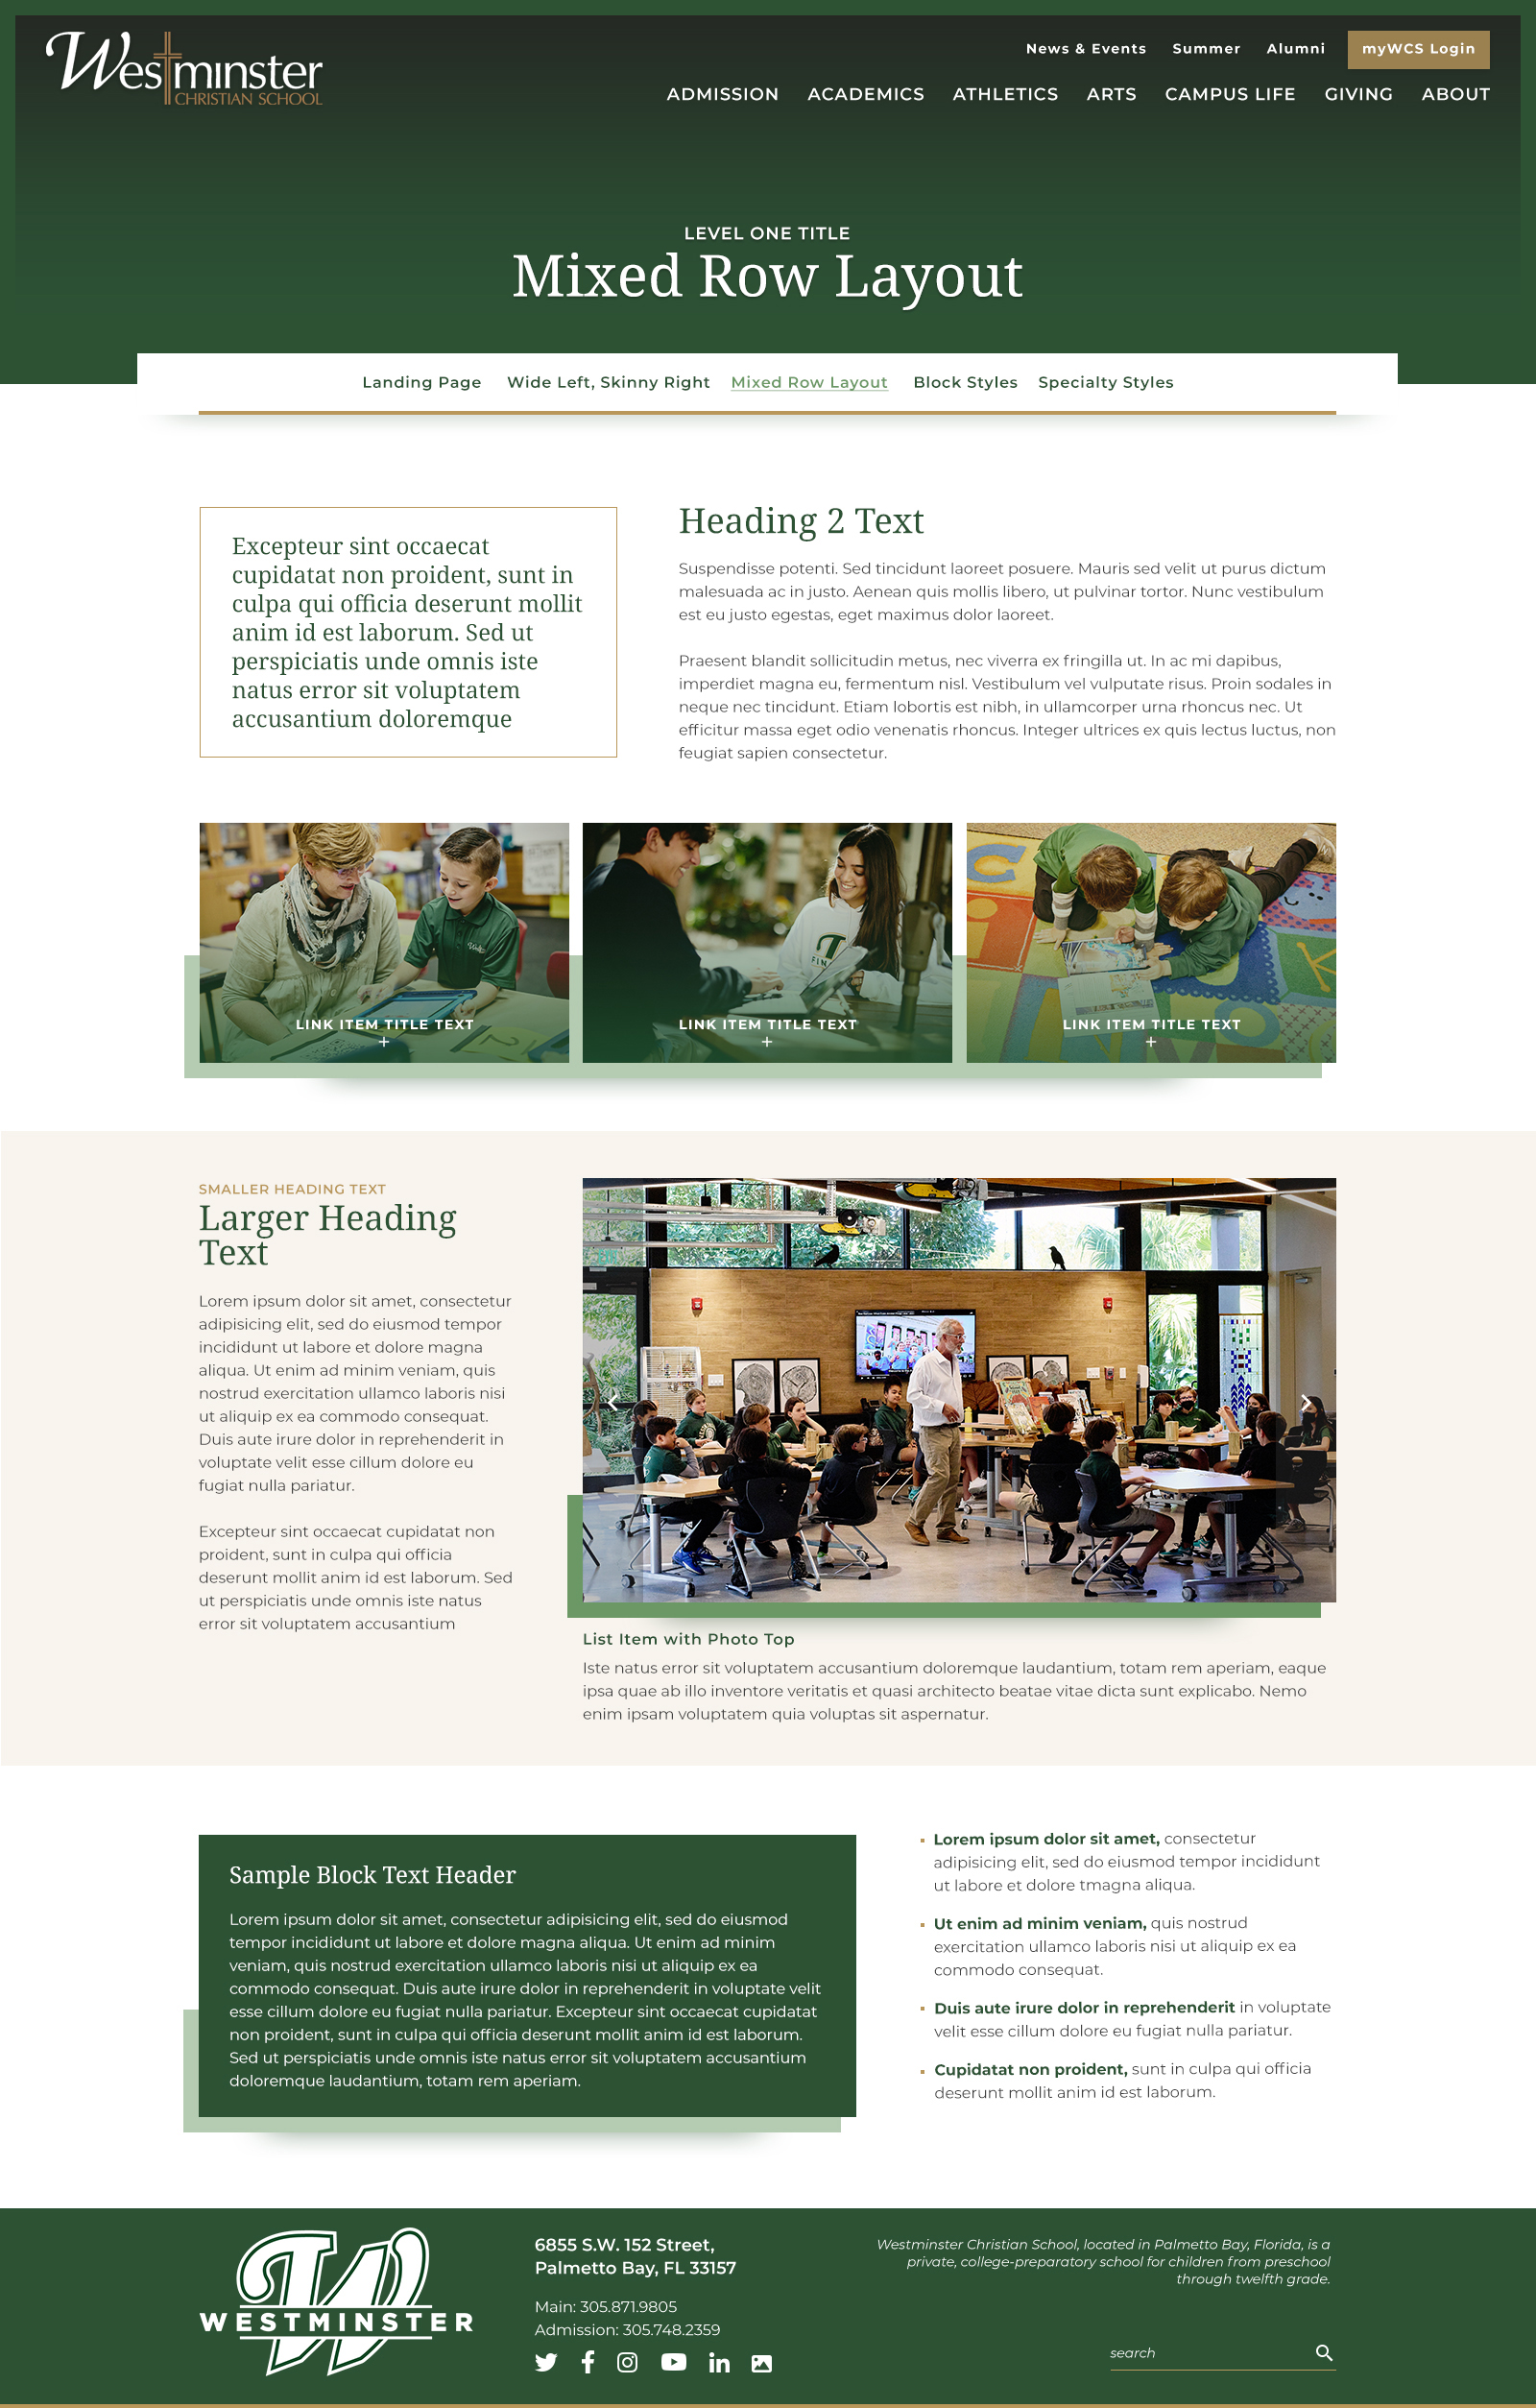 Westminster
CHRISTIAN SCHOOL
News & Events Summer Alumni myWCS Login
ADMISSION ACADEMICS ATHLETICS ARTS CAMPUS LIFE GIVING ABOUT
LEVEL ONE TITLE
Mixed Row Layout
Landing Page Wide Left, Skinny Right Mixed Row Layout Block Styles Specialty Styles
Excepteur sint occaecat
cupidatat non proident, sunt in
culpa qui officia deserunt mollit
anim id est laborum. Sed ut
perspiciatis unde omnis iste
natus error sit voluptatem
accusantium doloremque
Heading 2 Text
Suspendisse potenti. Sed tincidunt laoreet posuere. Mauris sed velit ut purus dictum
malesuada ac in justo. Aenean quis mollis libero, ut pulvinar tortor. Nunc vestibulum
est eu justo egestas, eget maximus dolor laoreet.
Praesent blandit sollicitudin metus, nec viverra ex fringilla ut. In ac mi dapibus,
imperdiet magna eu, fermentum nisl. Vestibulum vel vulputate risus. Proin sodales in
neque nec tincidunt. Etiam lobortis est nibh, in ullamcorper urna rhoncus nec. Ut
efficitur massa eget odio venenatis rhoncus. Integer ultrices ex quis lectus luctus, non
feugiat sapien consectetur.
LINK ITEM TITLE TEXT
+
LINK ITEM TITLE TEXT
+
LINK ITEM TITLE TEXT
+
SMALLER HEADING TEXT
Larger Heading
Text
Lorem ipsum dolor sit amet, consectetur
adipisicing elit, sed do eiusmod tempor
incididunt ut labore et dolore magna
aliqua. Ut enim ad minim veniam, quis
nostrud exercitation ullamco laboris nisi
ut aliquip ex ea commodo consequat.
Duis aute irure dolor in reprehenderit in
voluptate velit esse cillum dolore eu
fugiat nulla pariatur.
Excepteur sint occaecat cupidatat non
proident, sunt in culpa qui officia
deserunt mollit anim id est laborum. Sed
ut perspiciatis unde omnis iste natus
error sit voluptatem accusantium
List Item with Photo Top
Iste natus error sit voluptatem accusantium doloremque laudantium, totam rem aperiam, eaque
ipsa quae ab illo inventore veritatis et quasi architecto beatae vitae dicta sunt explicabo. Nemo
enim ipsam voluptatem quia voluptas sit aspernatur.
Sample Block Text Header
Lorem ipsum dolor sit amet, consectetur adipisicing elit, sed do eiusmod
tempor incididunt ut labore et dolore magna aliqua. Ut enim ad minim
veniam, quis nostrud exercitation ullamco laboris nisi ut aliquip ex ea
commodo consequat. Duis aute irure dolor in reprehenderit in voluptate velit
esse cillum dolore eu fugiat nulla pariatur. Excepteur sint occaecat cupidatat
non proident, sunt in culpa qui officia deserunt mollit anim id est laborum.
Sed ut perspiciatis unde omnis iste natus error sit voluptatem accusantium
doloremque laudantium, totam rem aperiam.
Lorem ipsum dolor sit amet, consectetur
adipisicing elit, sed do eiusmod tempor incididunt
ut labore et dolore tmagna aliqua.
Ut enim ad minim veniam, quis nostrud
exercitation ullamco laboris nisi ut aliquip ex ea
commodo consequat.
Duis aute irure dolor in reprehenderit in voluptate
velit esse cillum dolore eu fugiat nulla pariatur.
Cupidatat non proident, sunt in culpa qui officia
deserunt mollit anim id est laborum.
W
WESTMINSTER
6855 S.W. 152 Street,
Palmetto Bay, FL 33157
Main: 305.871.9805
Admission: 305.748.2359
Westminster Christian School, located in Palmetto Bay, Florida, is a
private, college-preparatory school for children from preschool
through twelfth grade.
search